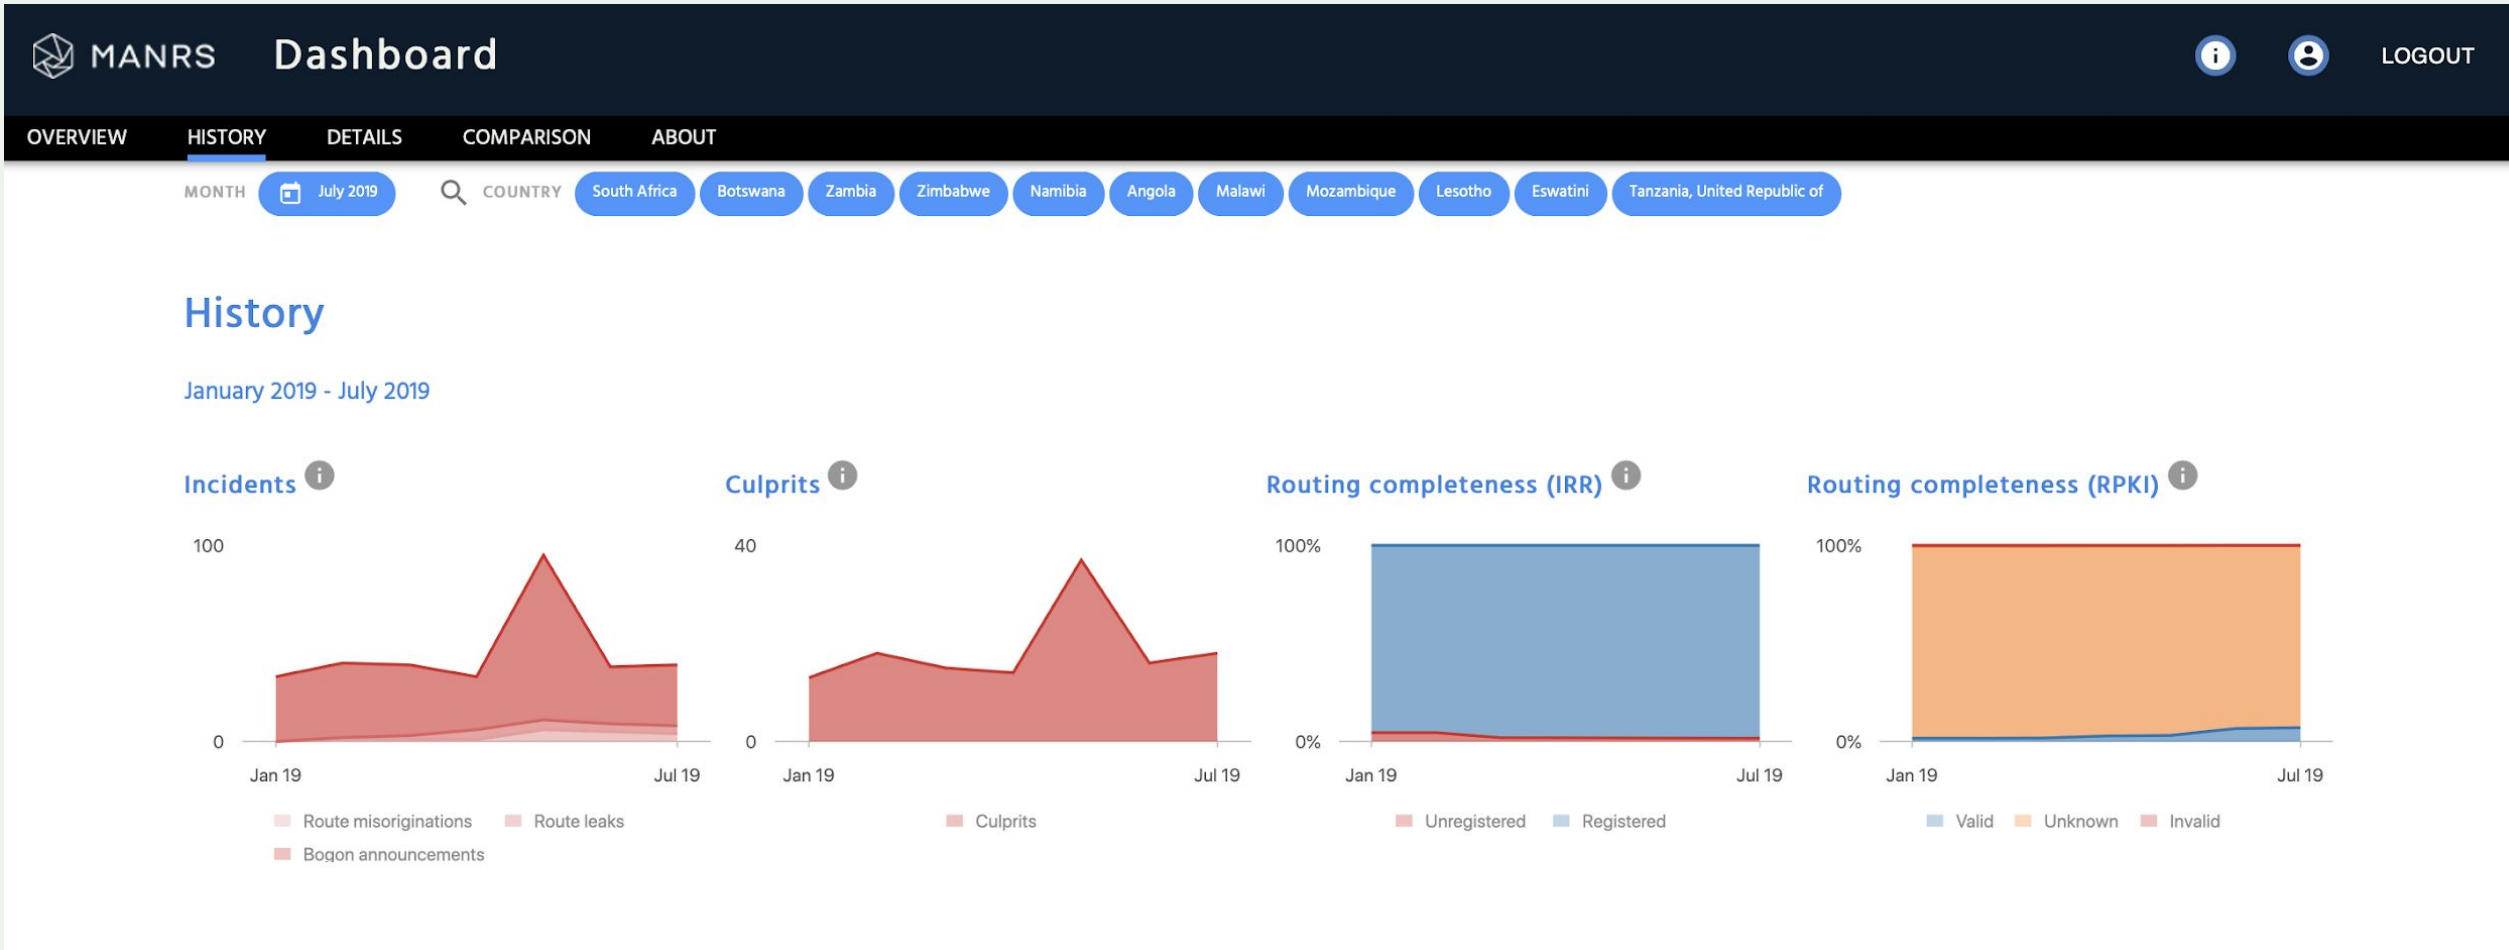 MANRS Dashboard LOGOUT
OVERVIEW HISTORY DETAILS COMPARISON ABOUT
MONTH July 2019 COUNTRY South Africa Botswana Zambia Zimbabwe Namibia Angola Malawi Mozambique Lesotho Eswatini Tanzania, United Republic of
History
January 2019 - July 2019
Incidents i
100
0
Jan 19 Jul 19
Route misoriginations Route leaks
Bogon announcements
Culprits i
40
0
Jan 19 Jul 19
Culprits
Routing completeness (IRR) i
100%
0%
Jan 19 Jul 19
Unregistered Registered
Routing completeness (RPKI) i
100%
0%
Jan 19 Jul 19
Valid Unknown Invalid